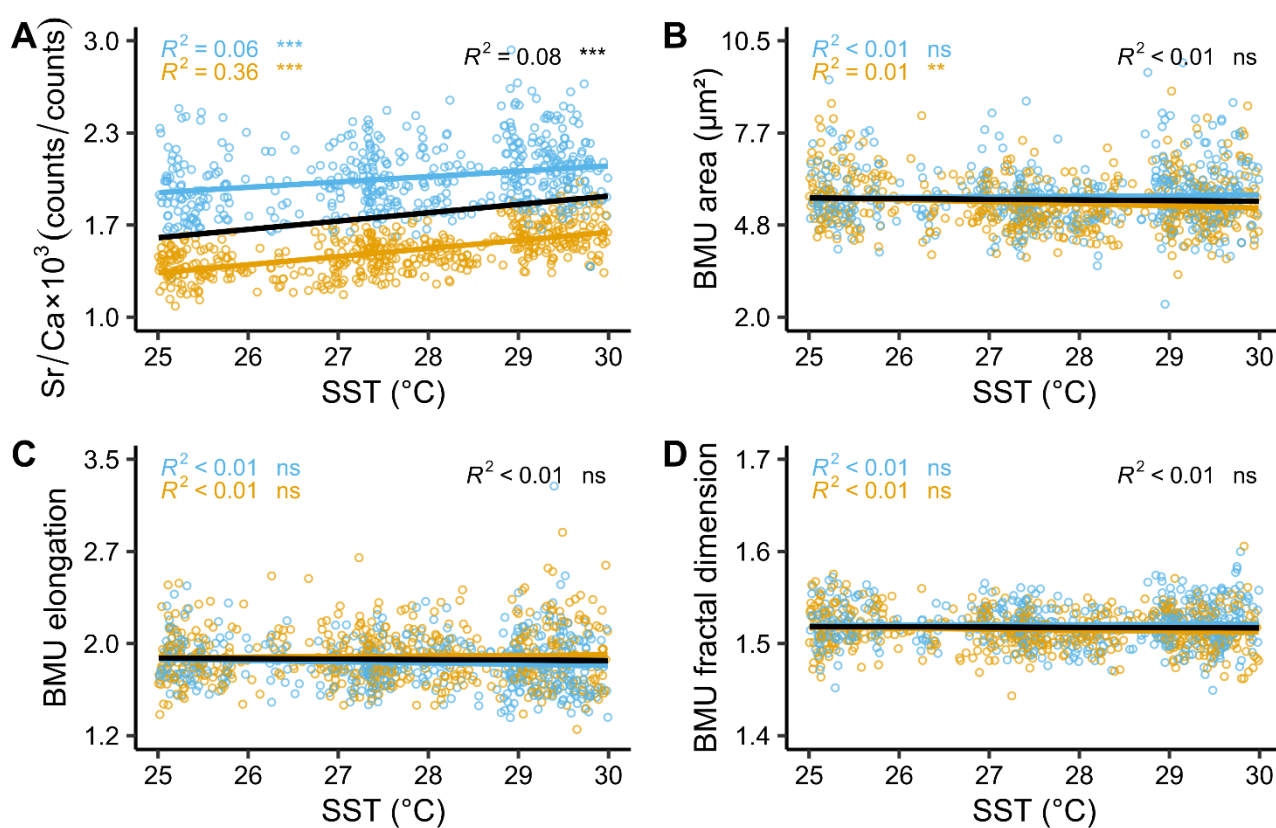 A
Sr/Ca×10³ (counts/counts)
R² = 0.06 ***
R² = 0.36 ***
R² = 0.08 ***
3.0
2.3
1.7
1.0
25 26 27 28 29 30
SST (°C)
B
BMU area (µm²)
R² < 0.01 ns
R² = 0.01 **
R² < 0.01 ns
10.5
7.7
4.8
2.0
25 26 27 28 29 30
SST (°C)
C
BMU elongation
R² < 0.01 ns
R² < 0.01 ns
R² < 0.01 ns
3.5
2.7
2.0
1.2
25 26 27 28 29 30
SST (°C)
D
BMU fractal dimension
R² < 0.01 ns
R² < 0.01 ns
R² < 0.01 ns
1.7
1.6
1.5
1.4
25 26 27 28 29 30
SST (°C)